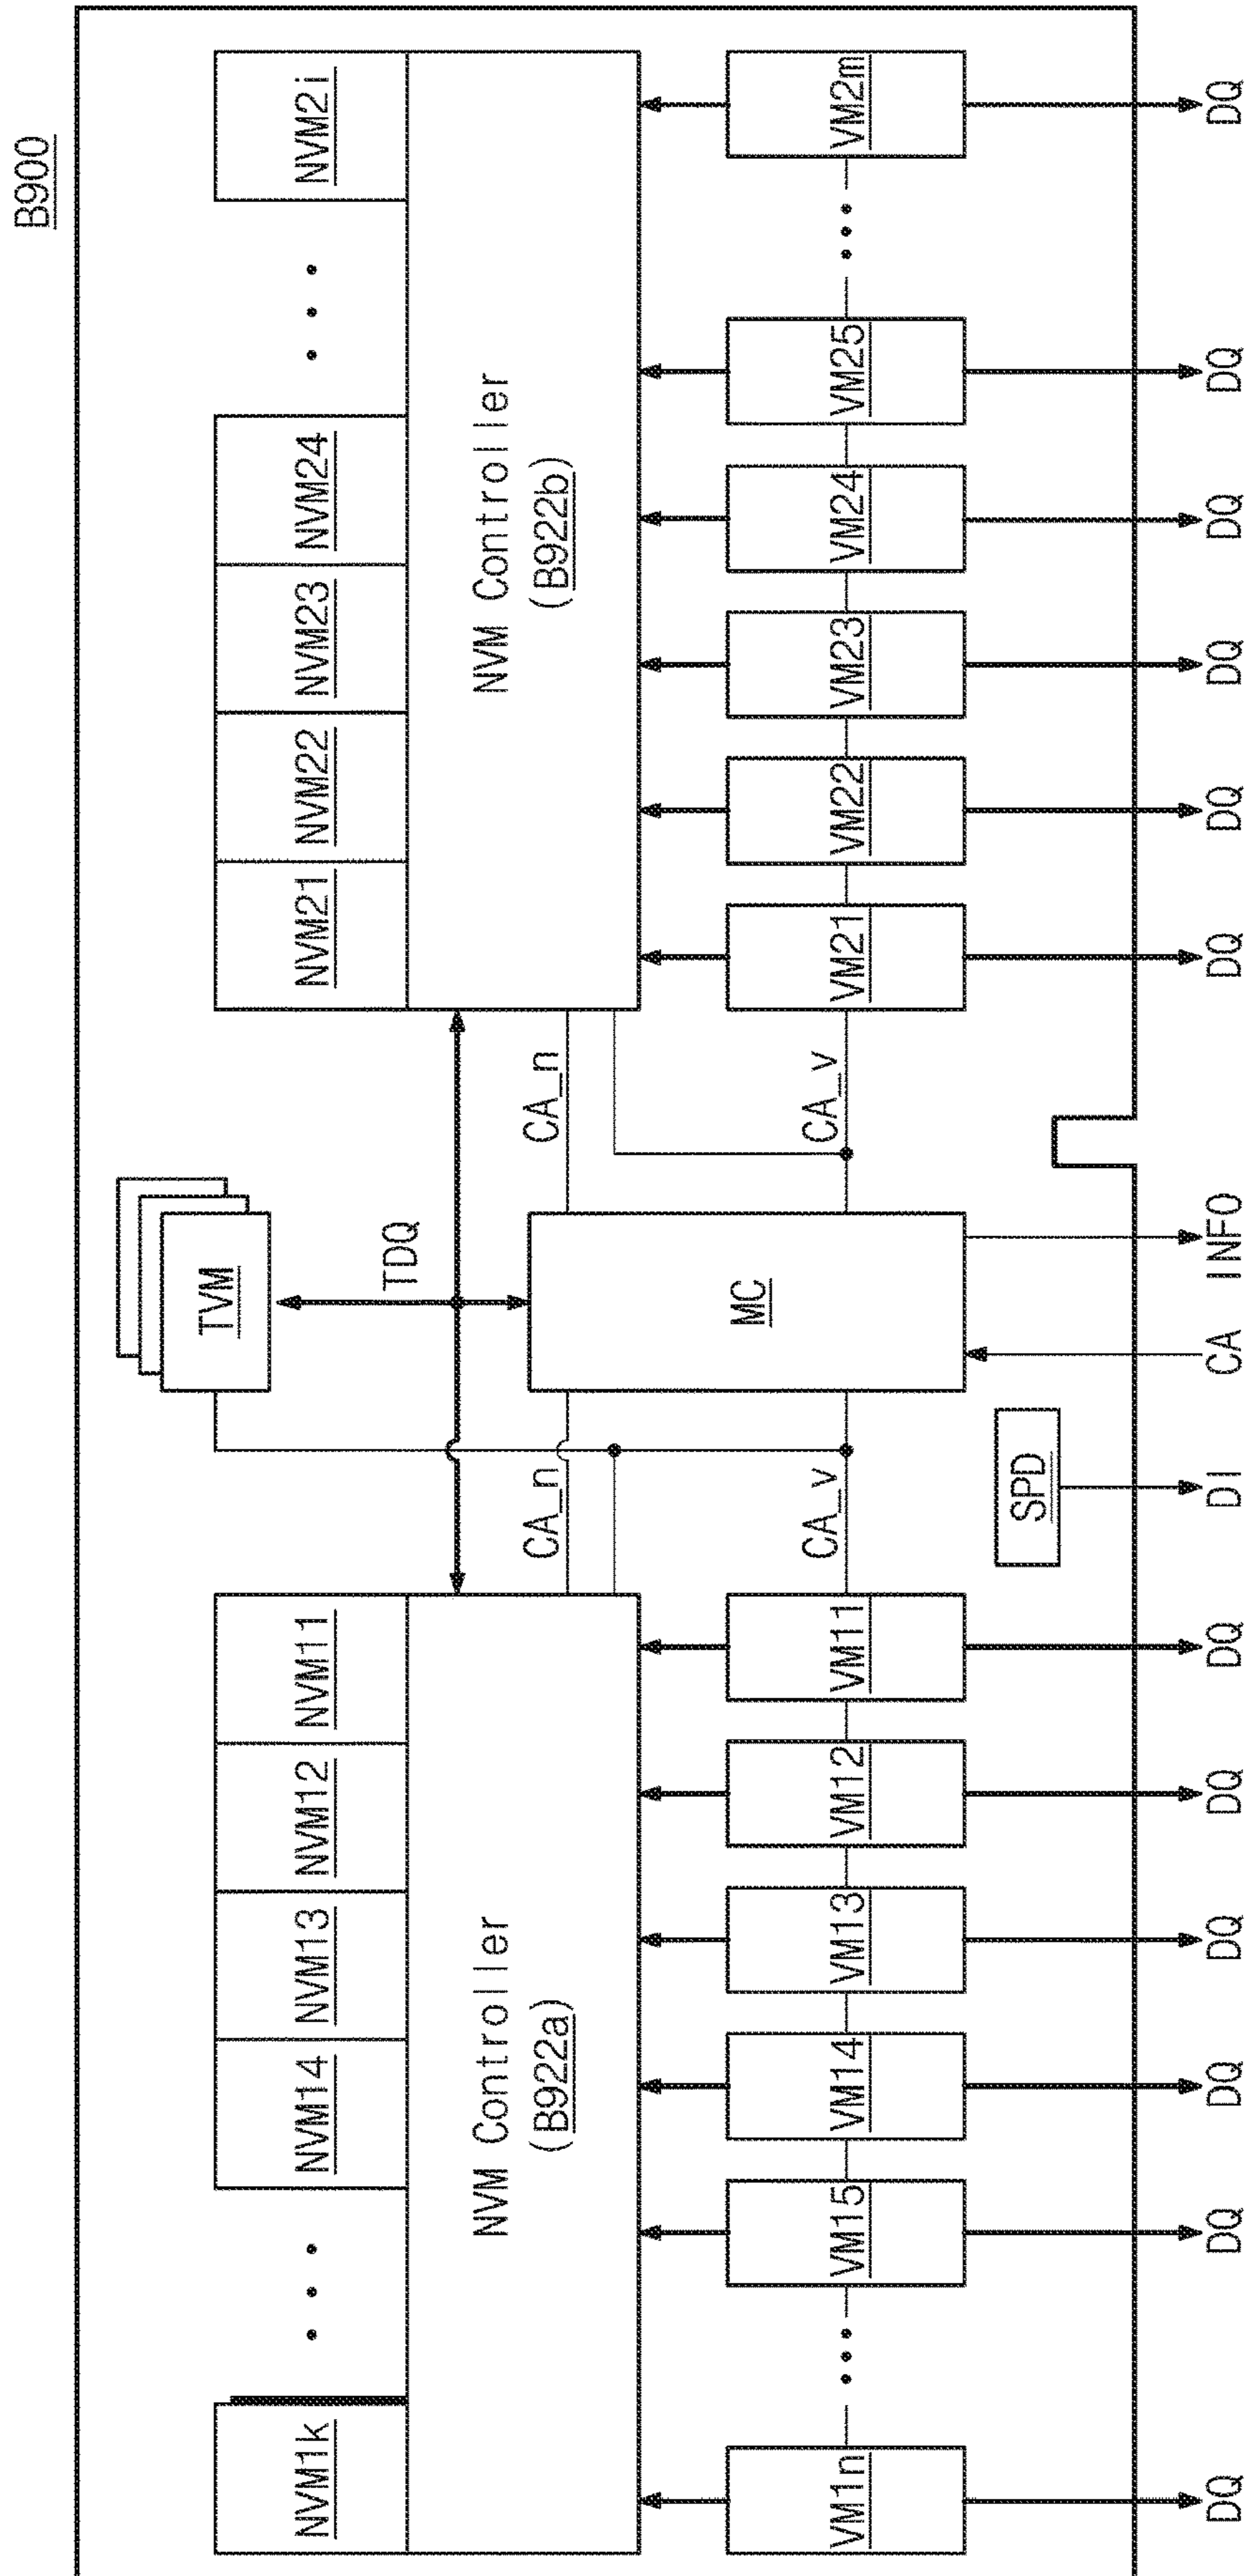 B900
TVM
NVM1k
NVM14
NVM13
NVM12
NVM11
NVM21
NVM22
NVM23
NVM24
NVM2i
TDQ
NVM Controller
(B922a)
NVM Controller
(B922b)
CA_n
CA_n
MC
CA_v
CA_v
VM1n
VM15
VM14
VM13
VM12
VM11
VM21
VM22
VM23
VM24
VM25
VM2m
SPD
DQ
DQ
DQ
DQ
DQ
DQ
DI
CA
INFO
DQ
DQ
DQ
DQ
DQ
DQ